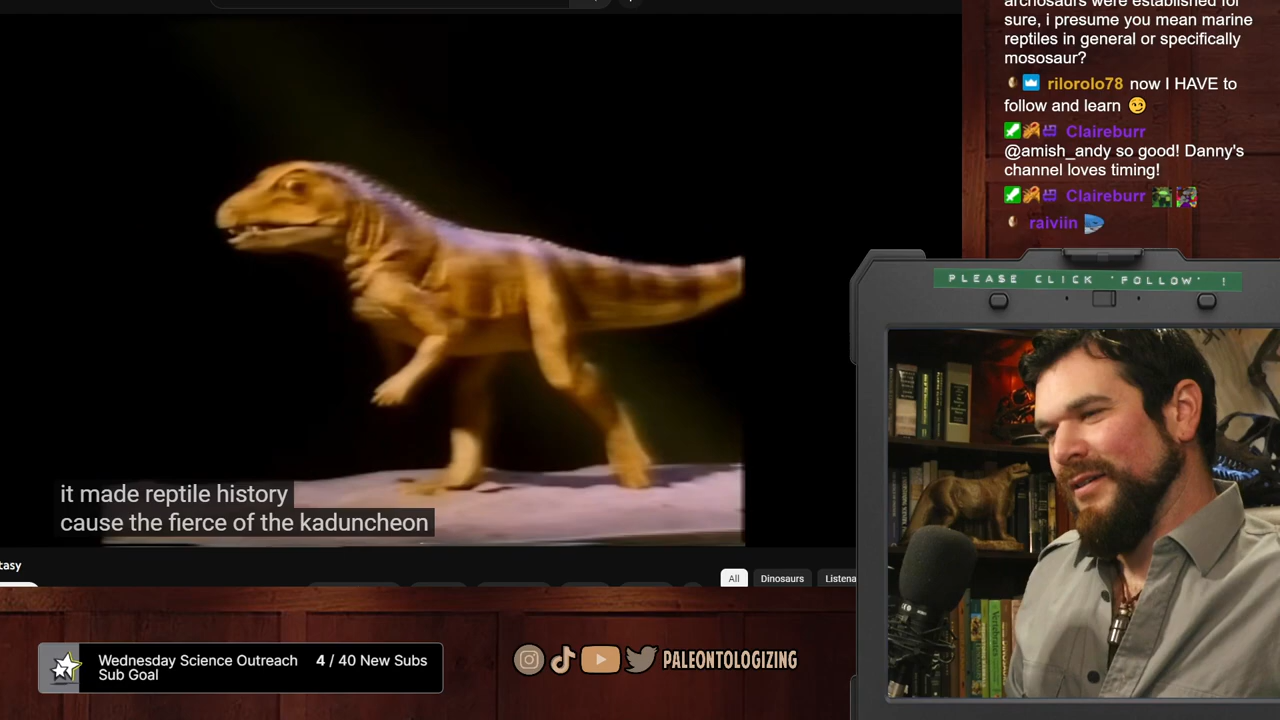 archosaurs were established for
sure, i presume you mean marine
reptiles in general or specifically
mososaur?
rilorolo78 now I HAVE to
follow and learn
Claireburr
@amish_andy so good! Danny's
channel loves timing!
Claireburr
raiviin
PLEASE CLICK 'FOLLOW' !
it made reptile history
cause the fierce of the kaduncheon
tasy
All Dinosaurs Listena
Wednesday Science Outreach 4 / 40 New Subs
Sub Goal
PALEONTOLOGIZING
Vertebrates